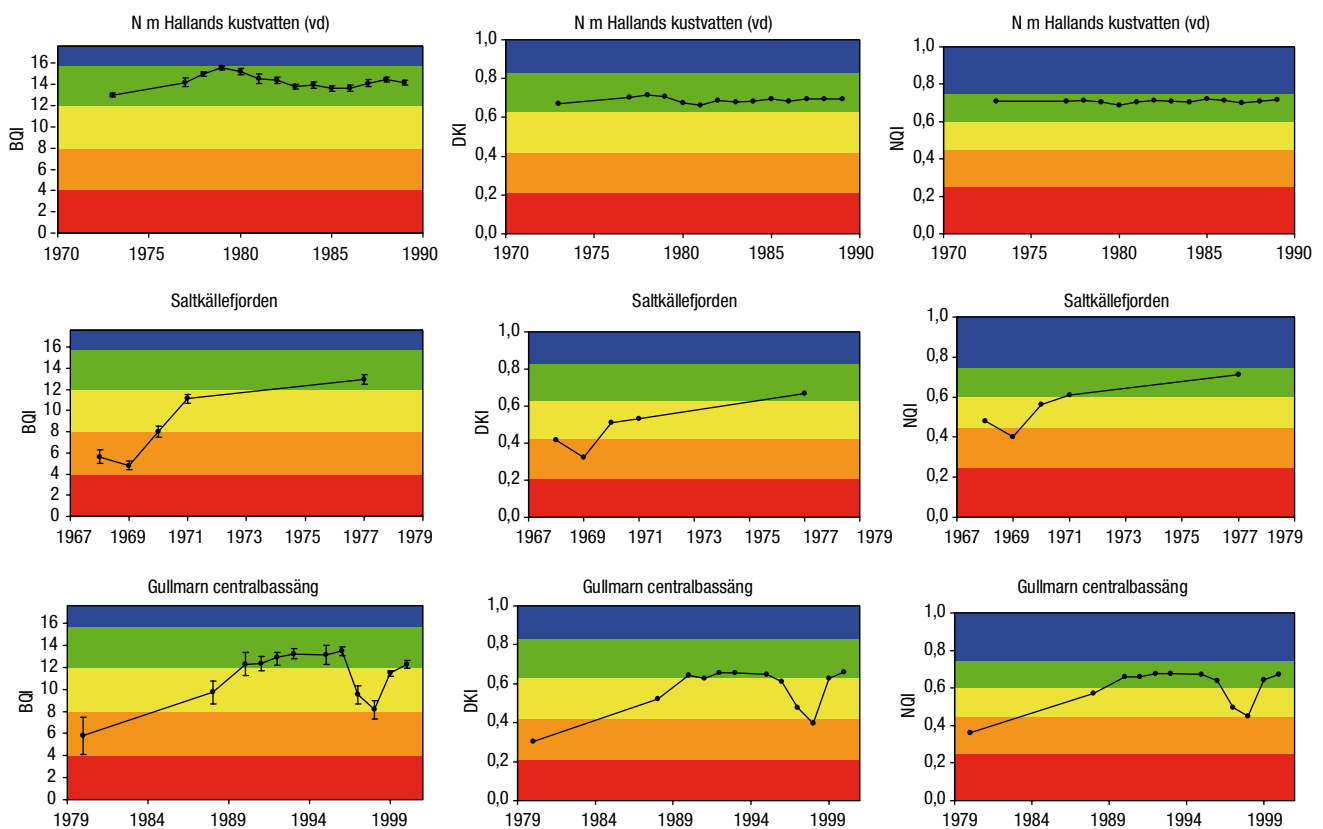 N m Hallands kustvatten (vd)
BQI
16
14
12
10
8
6
4
2
0
1970 1975 1980 1985 1990
N m Hallands kustvatten (vd)
DKI
1,0
0,8
0,6
0,4
0,2
0,0
1970 1975 1980 1985 1990
N m Hallands kustvatten (vd)
NQI
1,0
0,8
0,6
0,4
0,2
0,0
1970 1975 1980 1985 1990
Saltkällefjorden
BQI
16
14
12
10
8
6
4
2
0
1967 1969 1971 1973 1975 1977 1979
Saltkällefjorden
DKI
1,0
0,8
0,6
0,4
0,2
0,0
1967 1969 1971 1973 1975 1977 1979
Saltkällefjorden
NQI
1,0
0,8
0,6
0,4
0,2
0,0
1967 1969 1971 1973 1975 1977 1979
Gullmarn centralbassäng
BQI
16
14
12
10
8
6
4
2
0
1979 1984 1989 1994 1999
Gullmarn centralbassäng
DKI
1,0
0,8
0,6
0,4
0,2
0,0
1979 1984 1989 1994 1999
Gullmarn centralbassäng
NQI
1,0
0,8
0,6
0,4
0,2
0,0
1979 1984 1989 1994 1999